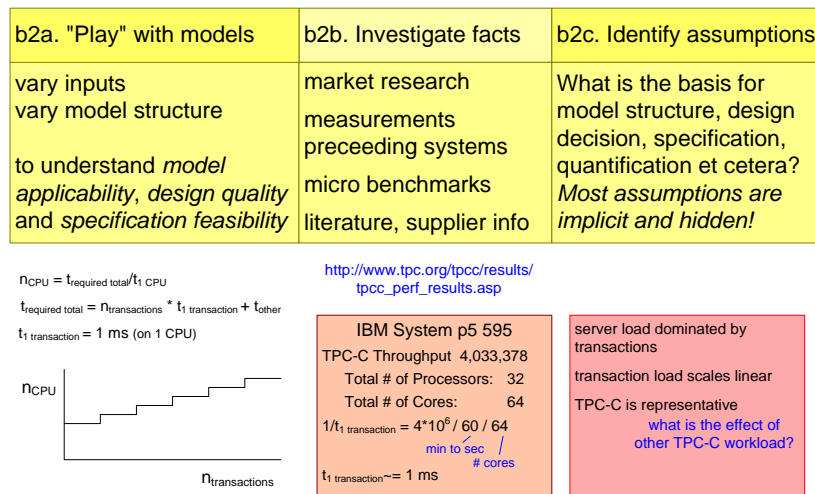 b2a. "Play" with models
vary inputs
vary model structure
to understand model
applicability, design quality
and specification feasibility
b2b. Investigate facts
market research
measurements
preceeding systems
micro benchmarks
literature, supplier info
b2c. Identify assumptions
What is the basis for
model structure, design
decision, specification,
quantification et cetera?
Most assumptions are
implicit and hidden!
nCPU = trequired total/t1 CPU
trequired total = ntransactions * t1 transaction + tother
t1 transaction = 1 ms (on 1 CPU)
nCPU
ntransactions
http://www.tpc.org/tpcc/results/
tpcc_perf_results.asp
IBM System p5 595
TPC-C Throughput 4,033,378
Total # of Processors: 32
Total # of Cores: 64
1/t1 transaction = 4*10^6 / 60 / 64
min to sec
# cores
t1 transaction~= 1 ms
server load dominated by
transactions
transaction load scales linear
TPC-C is representative
what is the effect of
other TPC-C workload?